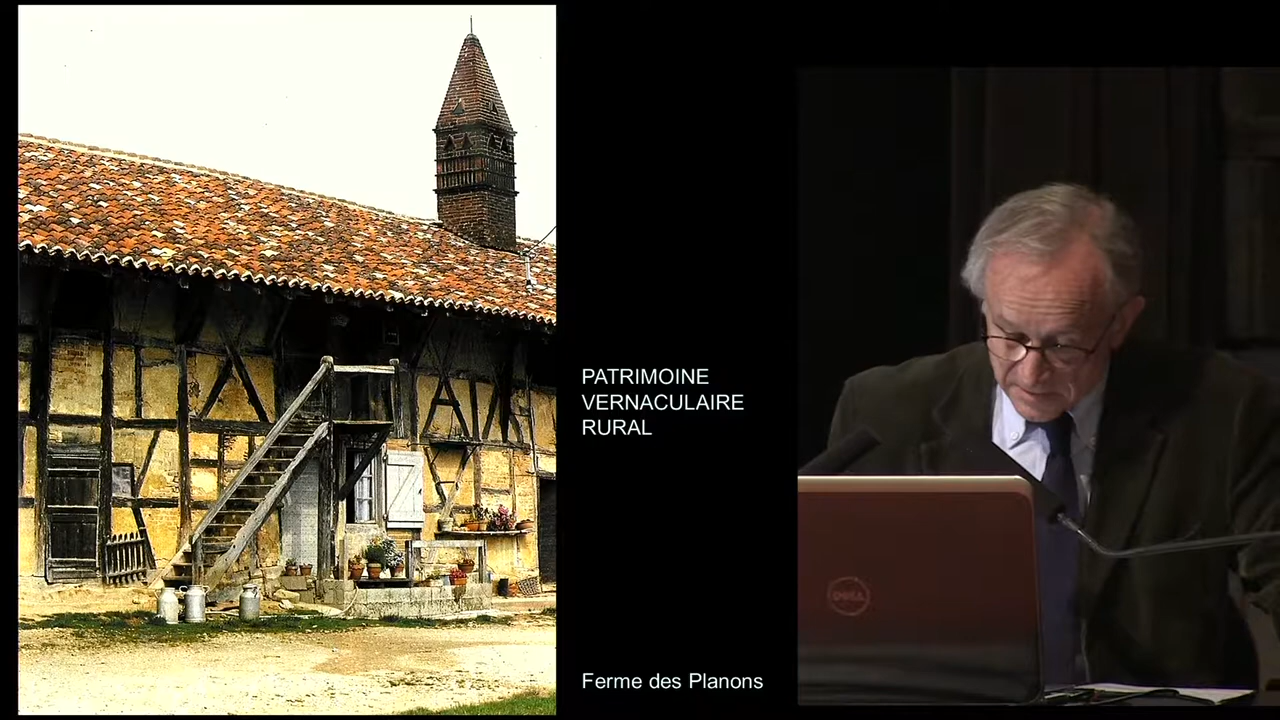 PATRIMOINE
VERNACULAIRE
RURAL
Ferme des Planons
DELL